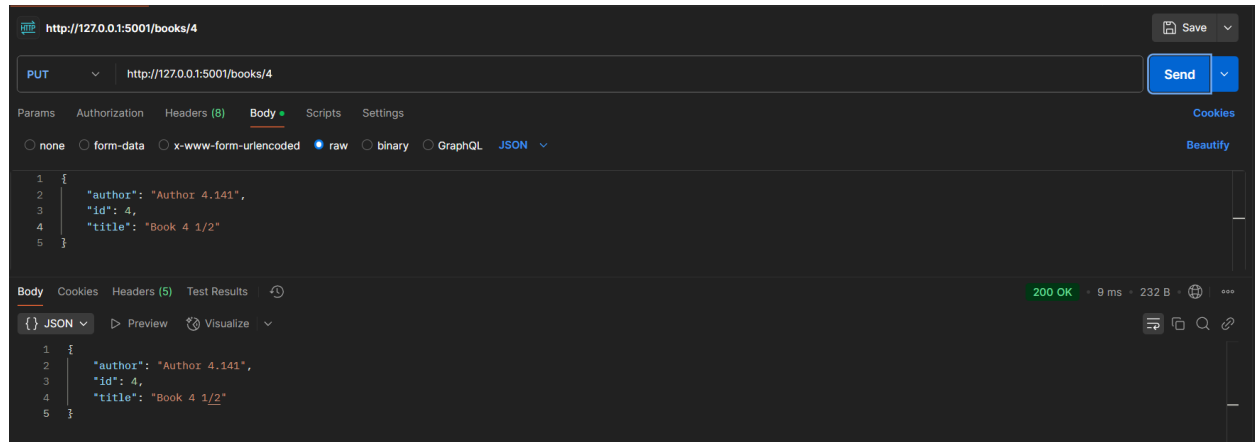 HTTP http://127.0.0.1:5001/books/4 Save
PUT http://127.0.0.1:5001/books/4 Send
Params Authorization Headers (8) Body Scripts Settings Cookies
none form-data x-www-form-urlencoded raw binary GraphQL JSON Beautify
1 {
2 "author": "Author 4.141",
3 "id": 4,
4 "title": "Book 4 1/2"
5 }
Body Cookies Headers (5) Test Results 200 OK • 9 ms • 232 B
{} JSON Preview Visualize
1 {
2 "author": "Author 4.141",
3 "id": 4,
4 "title": "Book 4 1/2"
5 }